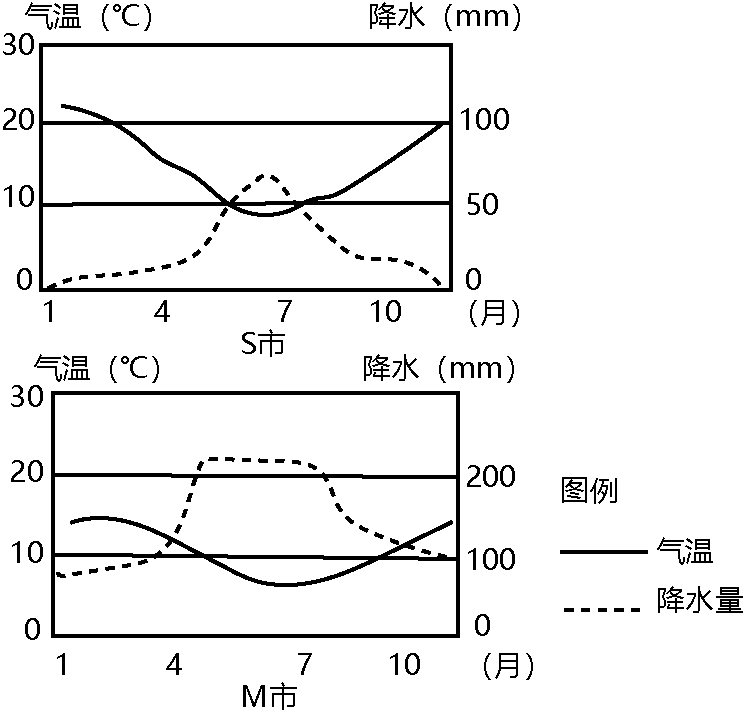 气温（℃） 降水（mm）
30
20 100
10 50
0 0
1 4 7 10 （月）
S市
气温（℃） 降水（mm）
30
20 200
10 100
0 0
1 4 7 10 （月）
M市
图例
气温
降水量